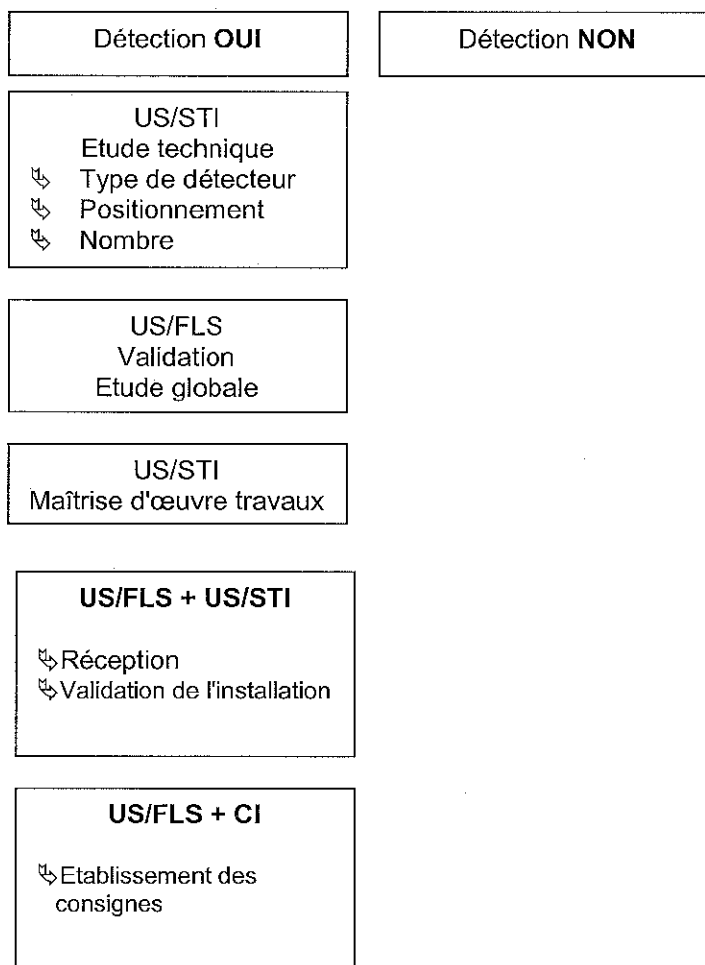 Détection OUI
Détection NON
US/STI
Etude technique
Type de détecteur
Positionnement
Nombre
US/FLS
Validation
Etude globale
US/STI
Maîtrise d'œuvre travaux
US/FLS + US/STI
Réception
Validation de l'installation
US/FLS + CI
Etablissement des
consignes